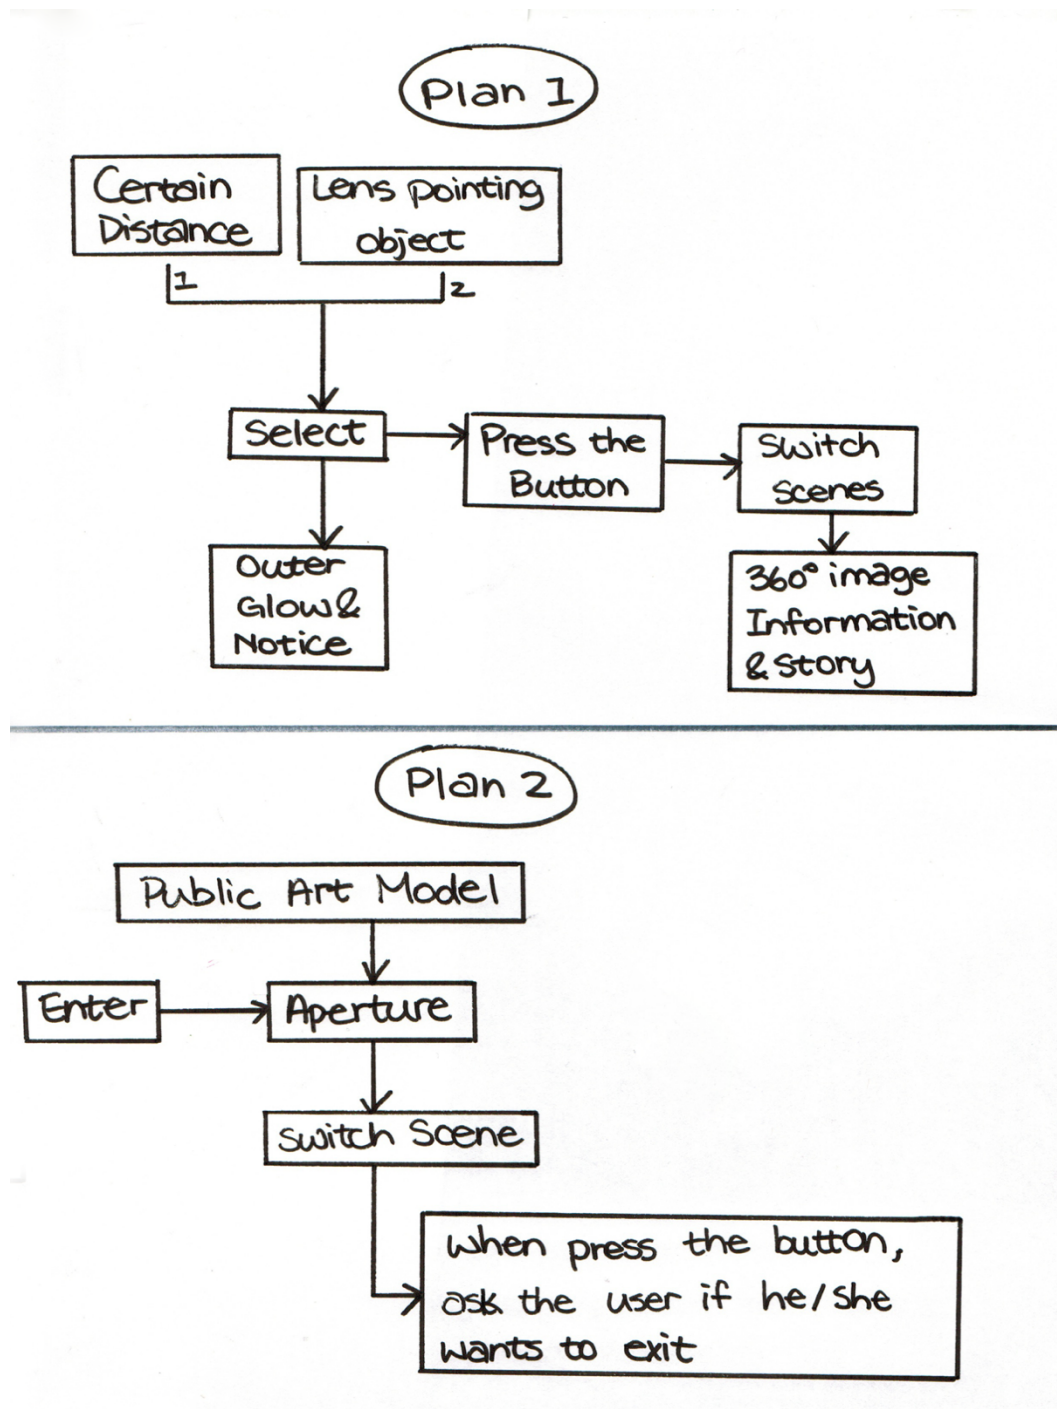 Plan 1
Certain
Distance
Lens pointing
object
1
2
Select
Press the
Button
Switch
Scenes
Outer
Glow &
Notice
360° image
Information
& Story
Plan 2
Public Art Model
Enter
Aperture
Switch Scene
When press the button,
ask the user if he/she
wants to exit